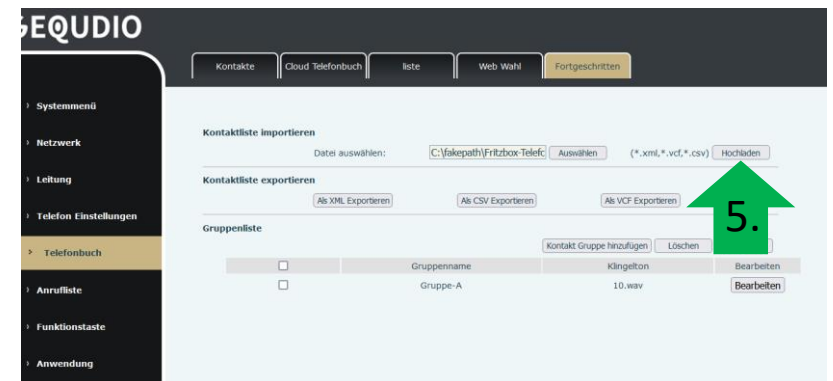 GEQUDIO
Kontakte Cloud Telefonbuch liste Web Wahl Fortgeschritten
Systemmenü
Netzwerk
Leitung
Telefon Einstellungen
Telefonbuch
Anrufliste
Funktionstaste
Anwendung
Kontaktliste importieren
Datei auswählen: C:\fakepath\Fritzbox-Telefc Auswählen (*.xml,*.vcf,*.csv) Hochladen
Kontaktliste exportieren
Als XML Exportieren Als CSV Exportieren Als VCF Exportieren
5.
Gruppenliste
Kontakt Gruppe hinzufügen Löschen
Gruppenname Klingelton Bearbeiten
Gruppe-A 10.wav Bearbeiten